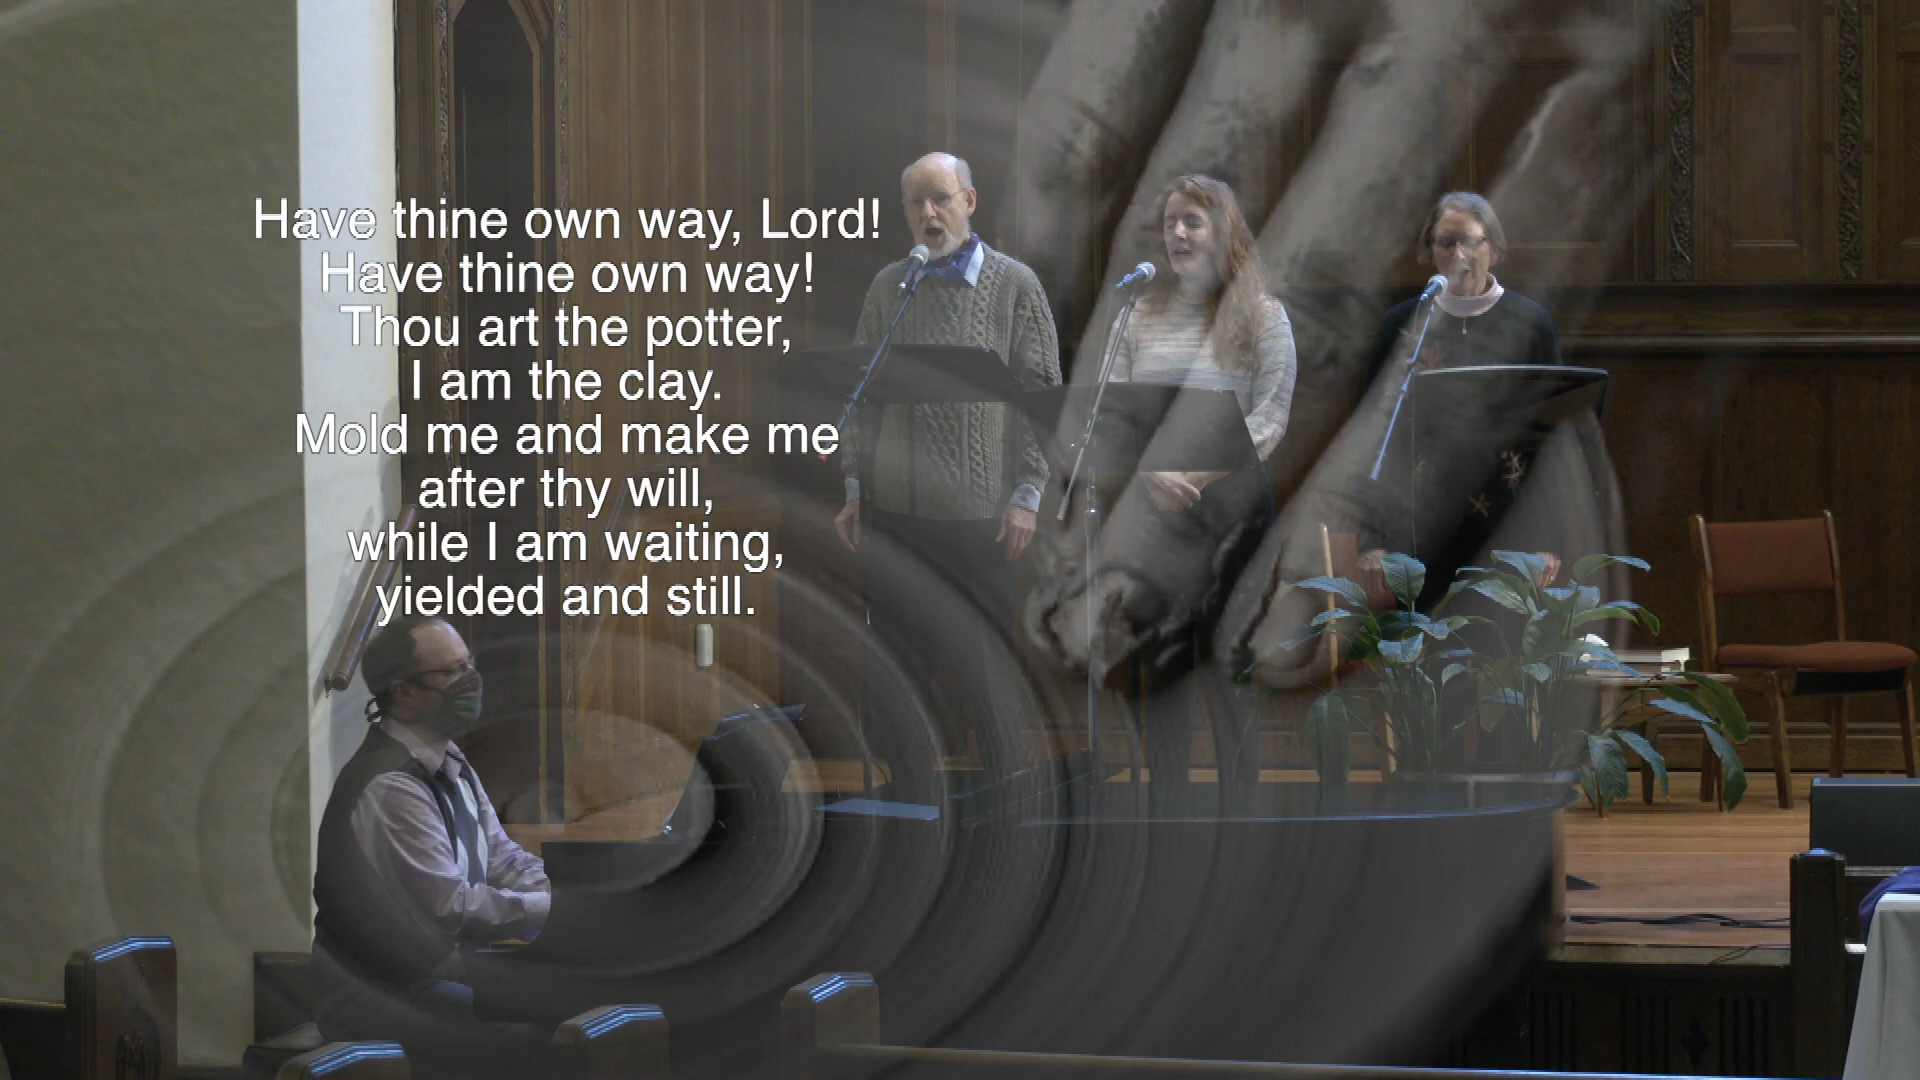 Have thine own way, Lord!
Have thine own way!
Thou art the potter,
I am the clay.
Mold me and make me
after thy will,
while I am waiting,
yielded and still.